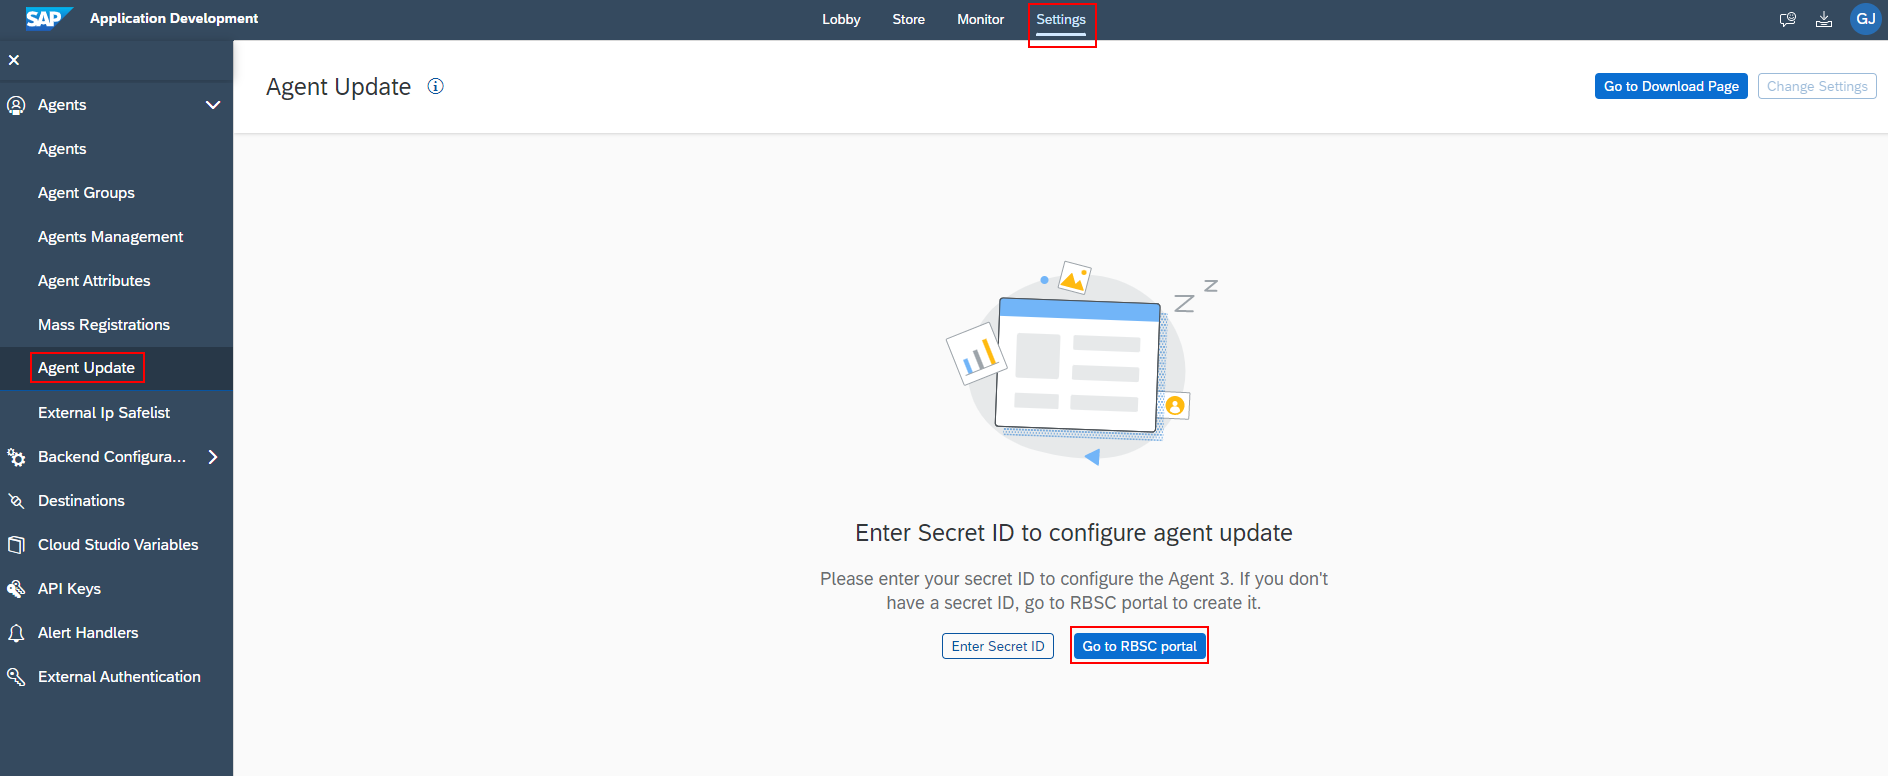 SAP Application Development
Lobby Store Monitor Settings
GJ
Agents
Agents
Agent Groups
Agents Management
Agent Attributes
Mass Registrations
Agent Update
External Ip Safelist
Backend Configura...
Destinations
Cloud Studio Variables
API Keys
Alert Handlers
External Authentication
Agent Update
Go to Download Page
Change Settings
Z Z
Enter Secret ID to configure agent update
Please enter your secret ID to configure the Agent 3. If you don't
have a secret ID, go to RBSC portal to create it.
Enter Secret ID
Go to RBSC portal